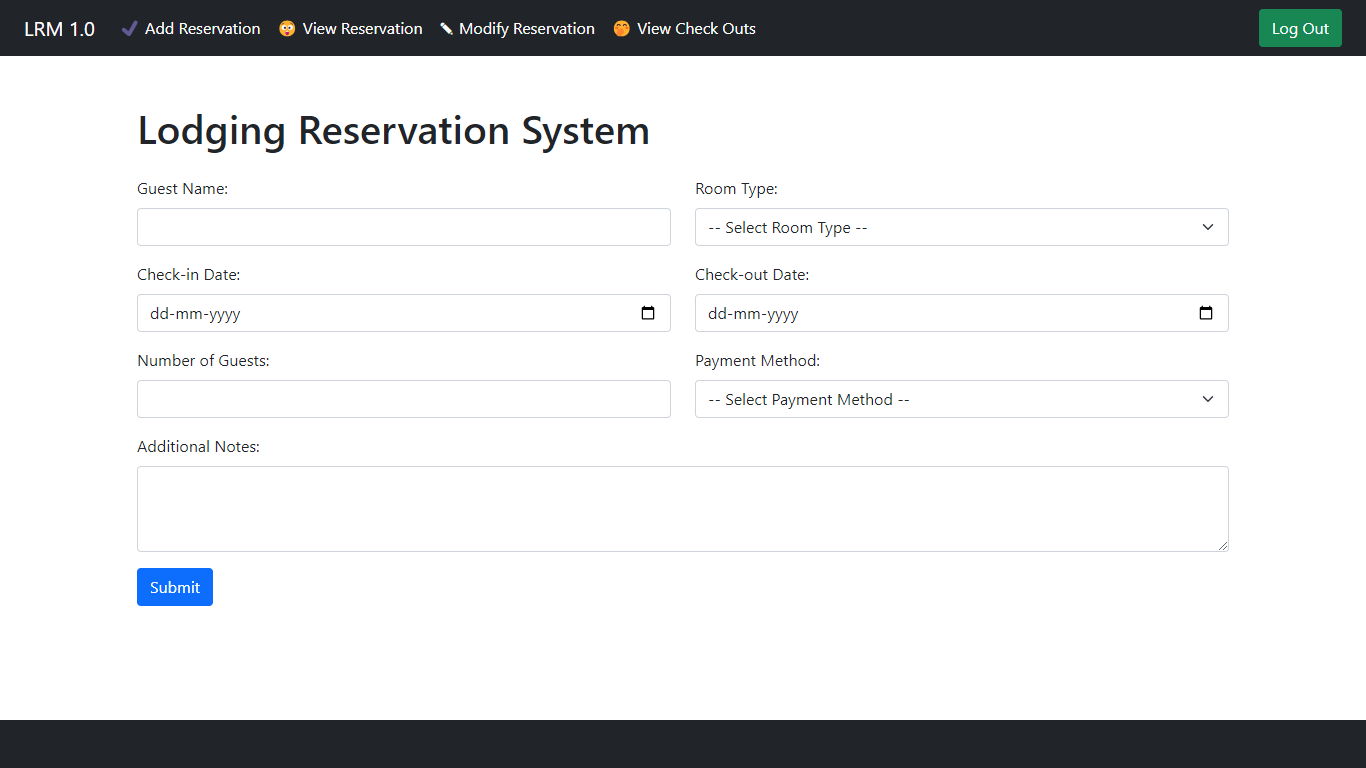 LRM 1.0 ✔ Add Reservation 😳 View Reservation ✎ Modify Reservation 🤭 View Check Outs Log Out
Lodging Reservation System
Guest Name: Room Type:
-- Select Room Type --
Check-in Date: Check-out Date:
dd-mm-yyyy dd-mm-yyyy
Number of Guests: Payment Method:
-- Select Payment Method --
Additional Notes:
Submit